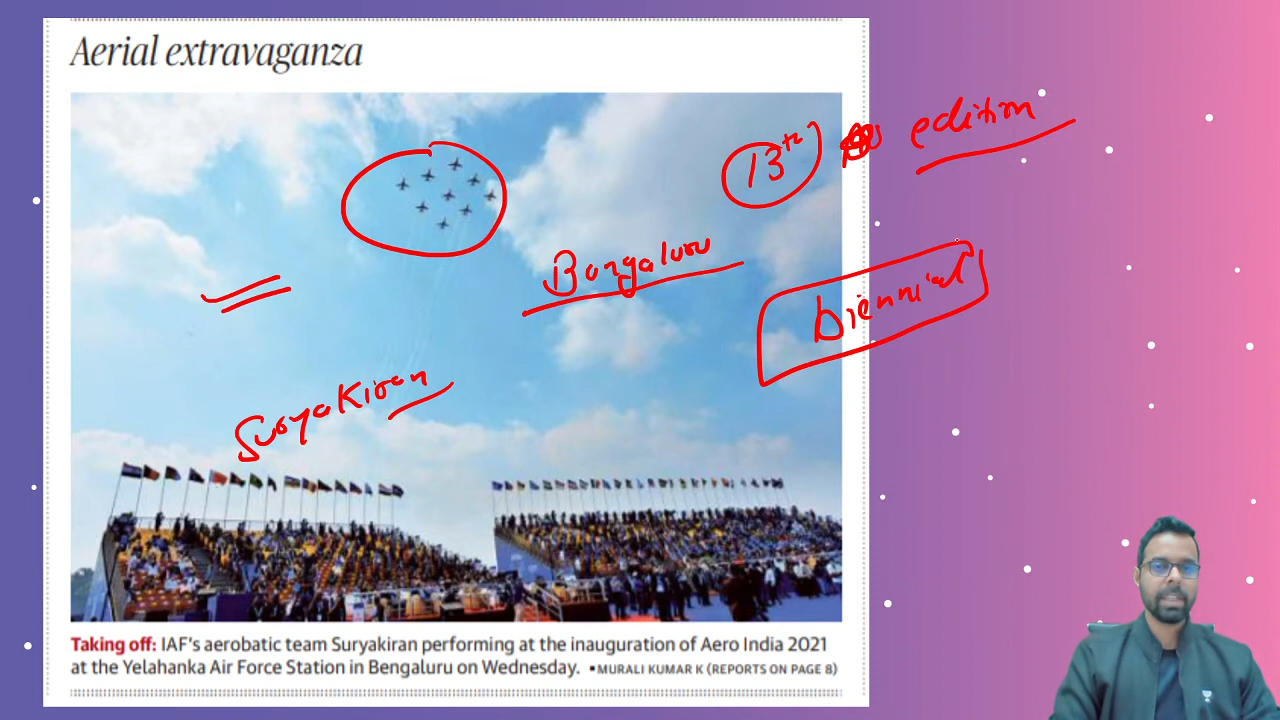 Aerial extravaganza
13th edition
Bengaluru
biennial
Suryakiran
Taking off: IAF's aerobatic team Suryakiran performing at the inauguration of Aero India 2021
at the Yelahanka Air Force Station in Bengaluru on Wednesday. •MURALI KUMAR K (REPORTS ON PAGE 8)